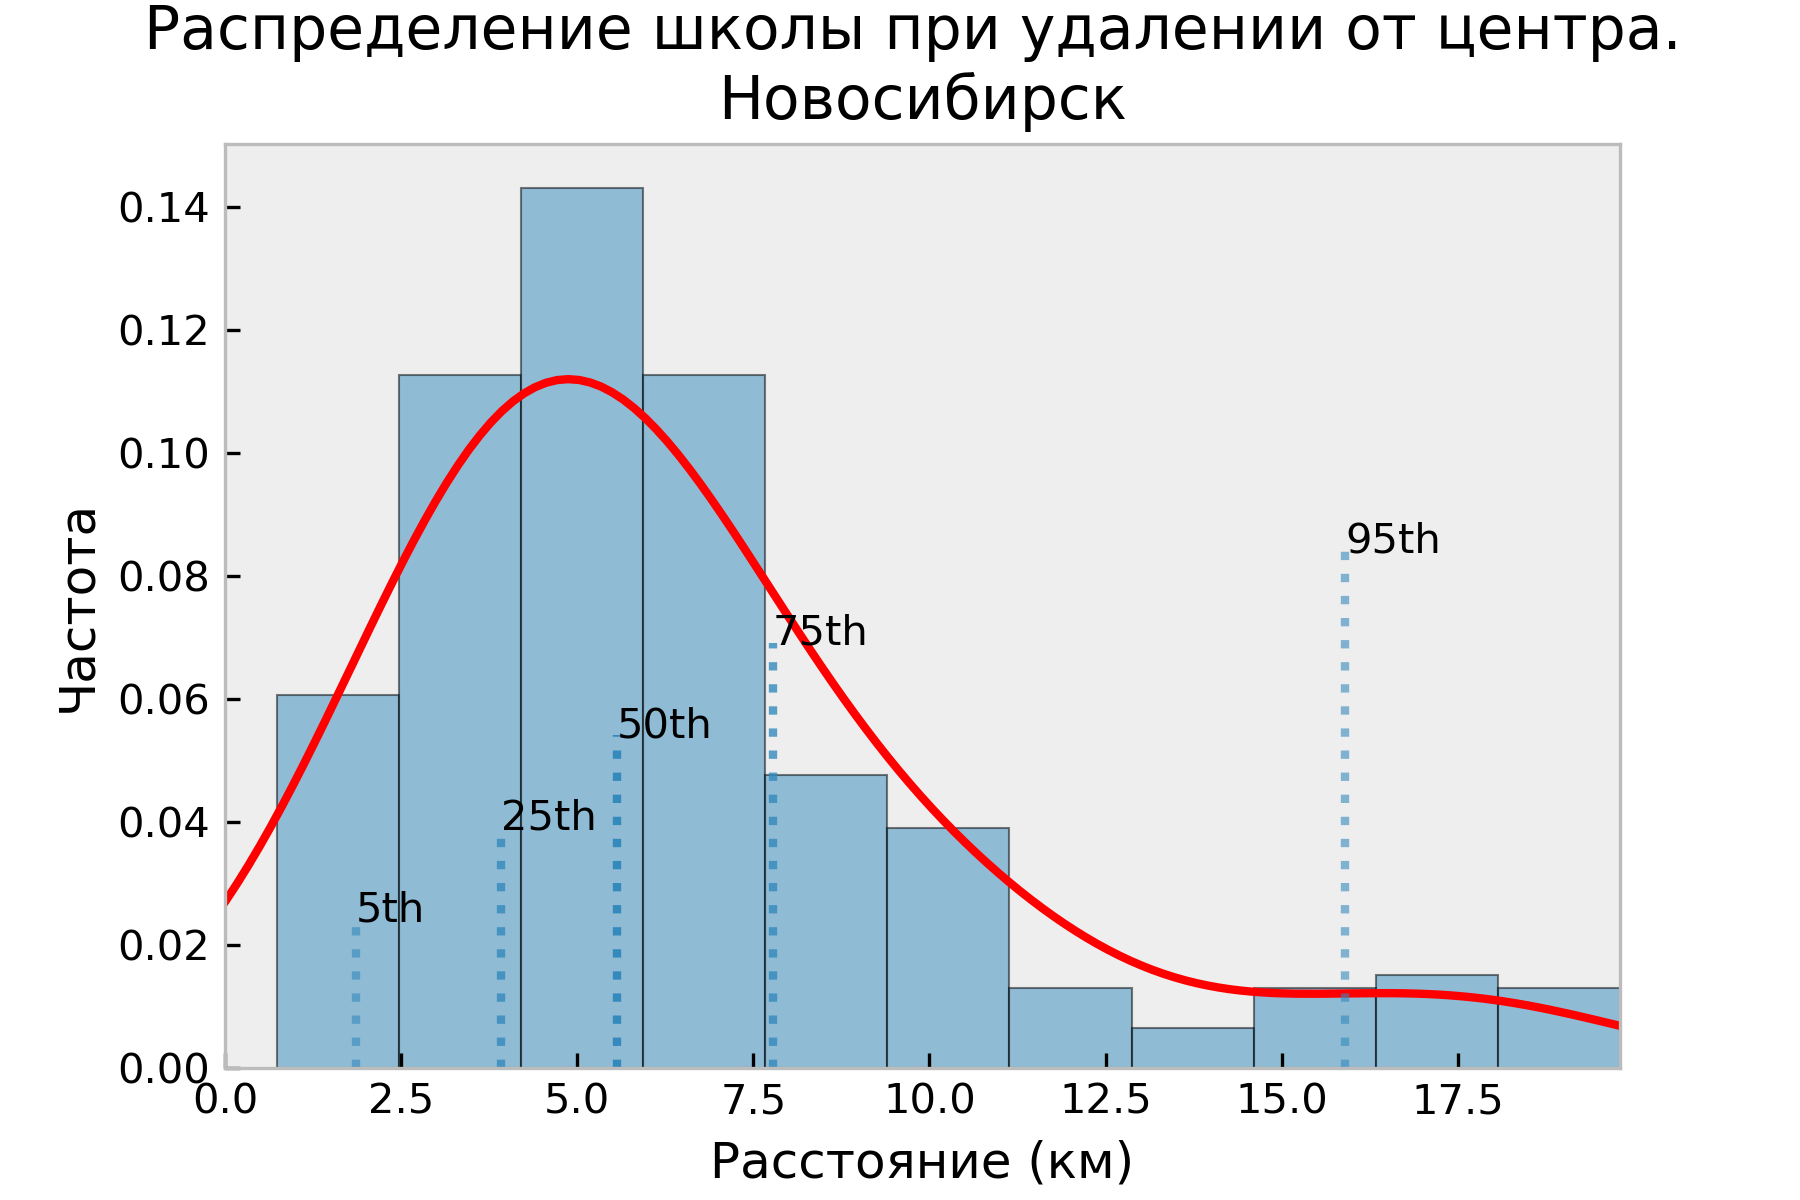 Распределение школы при удалении от центра.
Новосибирск
Частота
0.14
0.12
0.10
0.08
0.06
0.04
0.02
0.00
95th
75th
50th
25th
5th
0.0 2.5 5.0 7.5 10.0 12.5 15.0 17.5
Расстояние (км)